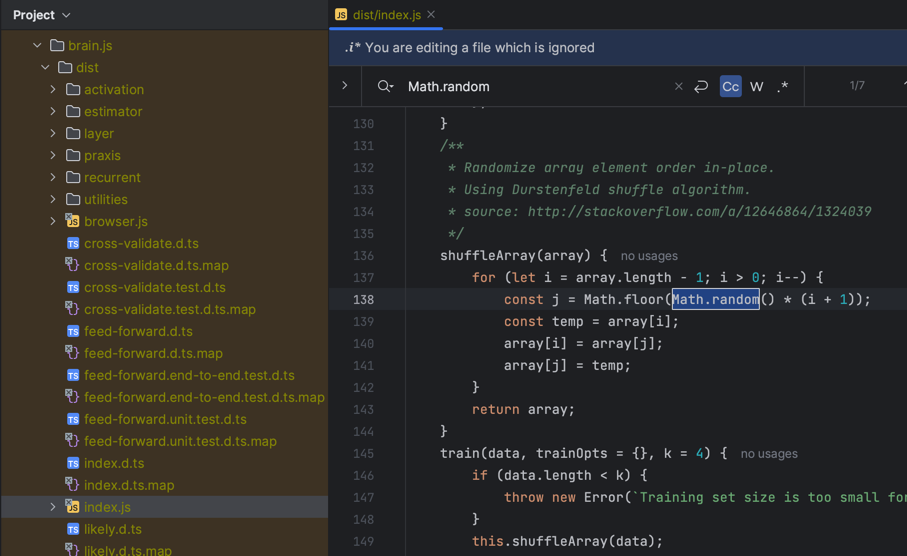 Project
brain.js
dist
activation
estimator
layer
praxis
recurrent
utilities
browser.js
cross-validate.d.ts
cross-validate.d.ts.map
cross-validate.test.d.ts
cross-validate.test.d.ts.map
feed-forward.d.ts
feed-forward.d.ts.map
feed-forward.end-to-end.test.d.ts
feed-forward.end-to-end.test.d.ts.map
feed-forward.unit.test.d.ts
feed-forward.unit.test.d.ts.map
index.d.ts
index.d.ts.map
index.js
likely.d.ts
likely.d.ts.map
JS dist/index.js
.i* You are editing a file which is ignored
Math.random Cc W .* 1/7
130 }
131 /**
132 * Randomize array element order in-place.
133 * Using Durstenfeld shuffle algorithm.
134 * source: http://stackoverflow.com/a/12646864/1324039
135 */
136 shuffleArray(array) { no usages
137 for (let i = array.length - 1; i > 0; i--) {
138 const j = Math.floor(Math.random() * (i + 1));
139 const temp = array[i];
140 array[i] = array[j];
141 array[j] = temp;
142 }
143 return array;
144 }
145 train(data, trainOpts = {}, k = 4) { no usages
146 if (data.length < k) {
147 throw new Error(`Training set size is too small for
148 }
149 this.shuffleArray(data);